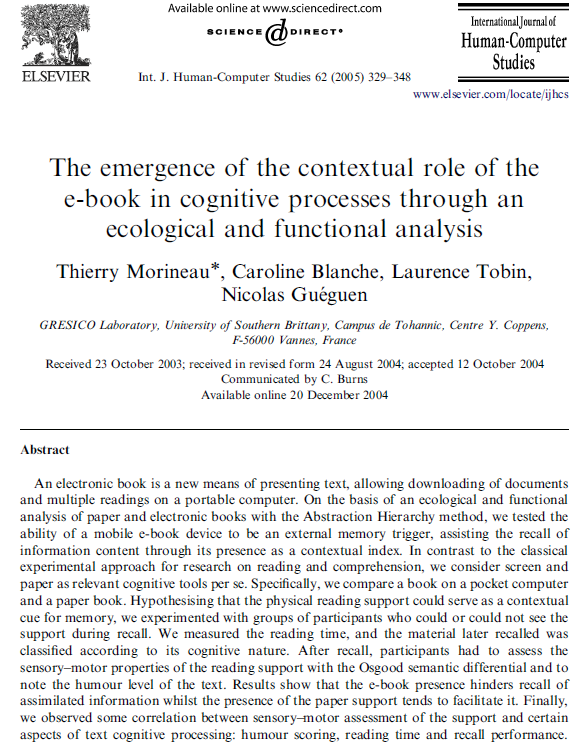 Available online at www.sciencedirect.com
SCIENCE DIRECT®
International Journal of
Human-Computer
Studies
ELSEVIER
Int. J. Human-Computer Studies 62 (2005) 329–348
www.elsevier.com/locate/ijhcs
The emergence of the contextual role of the
e-book in cognitive processes through an
ecological and functional analysis
Thierry Morineau*, Caroline Blanche, Laurence Tobin,
Nicolas Guéguen
GRESICO Laboratory, University of Southern Brittany, Campus de Tohannic, Centre Y. Coppens,
F-56000 Vannes, France
Received 23 October 2003; received in revised form 24 August 2004; accepted 12 October 2004
Communicated by C. Burns
Available online 20 December 2004
Abstract
An electronic book is a new means of presenting text, allowing downloading of documents
and multiple readings on a portable computer. On the basis of an ecological and functional
analysis of paper and electronic books with the Abstraction Hierarchy method, we tested the
ability of a mobile e-book device to be an external memory trigger, assisting the recall of
information content through its presence as a contextual index. In contrast to the classical
experimental approach for research on reading and comprehension, we consider screen and
paper as relevant cognitive tools per se. Specifically, we compare a book on a pocket computer
and a paper book. Hypothesising that the physical reading support could serve as a contextual
cue for memory, we experimented with groups of participants who could or could not see the
support during recall. We measured the reading time, and the material later recalled was
classified according to its cognitive nature. After recall, participants had to assess the
sensory–motor properties of the reading support with the Osgood semantic differential and to
note the humour level of the text. Results show that the e-book presence hinders recall of
assimilated information whilst the presence of the paper support tends to facilitate it. Finally,
we observed some correlation between sensory–motor assessment of the support and certain
aspects of text cognitive processing: humour scoring, reading time and recall performance.